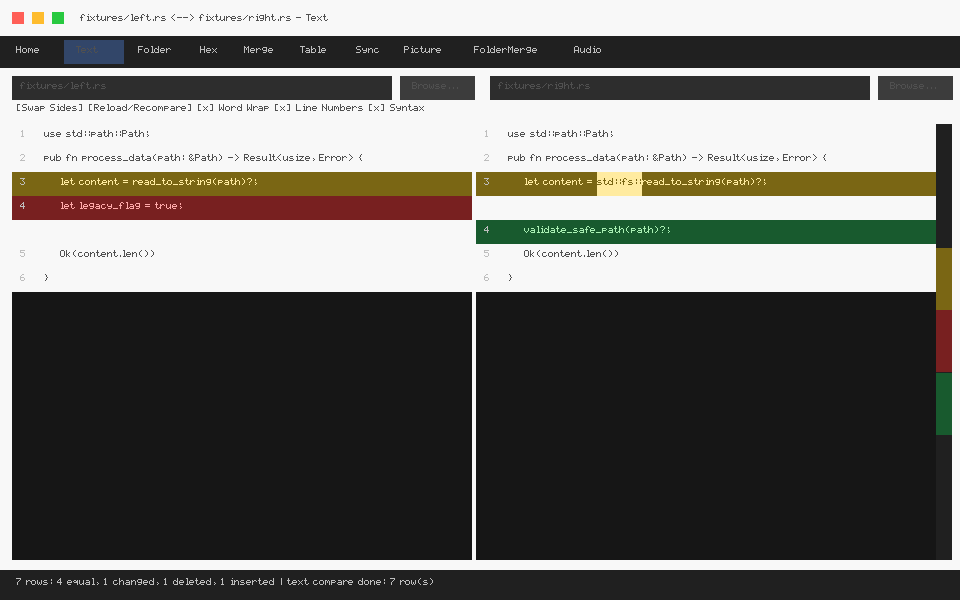 fixtures/left.rs <--> fixtures/right.rs - Text
Home Text Folder Hex Merge Table Sync Picture FolderMerge Audio
fixtures/left.rs Browse... fixtures/right.rs Browse...
[Swap Sides] [Reload/Recompare] [x] Word Wrap [x] Line Numbers [x] Syntax
1 use std::path::Path;
2 pub fn process_data(path: &Path) -> Result<usize, Error> {
3 let content = read_to_string(path)?;
4 let legacy_flag = true;
5 Ok(content.len())
6 }
1 use std::path::Path;
2 pub fn process_data(path: &Path) -> Result<usize, Error> {
3 let content = std::fs::read_to_string(path)?;
4 validate_safe_path(path)?;
5 Ok(content.len())
6 }
7 rows: 4 equal, 1 changed, 1 deleted, 1 inserted | text compare done: 7 row(s)